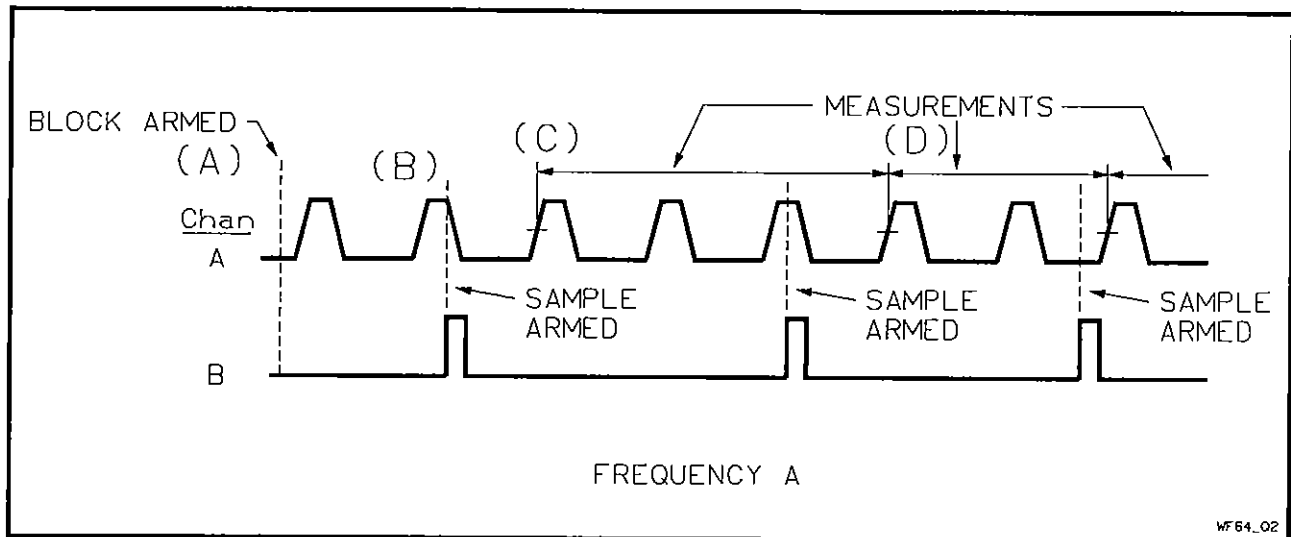 MEASUREMENTS
BLOCK ARMED
(A)
(B)
(C)
(D)
Chan
A
SAMPLE
ARMED
SAMPLE
ARMED
SAMPLE
ARMED
B
FREQUENCY A
WF64_02